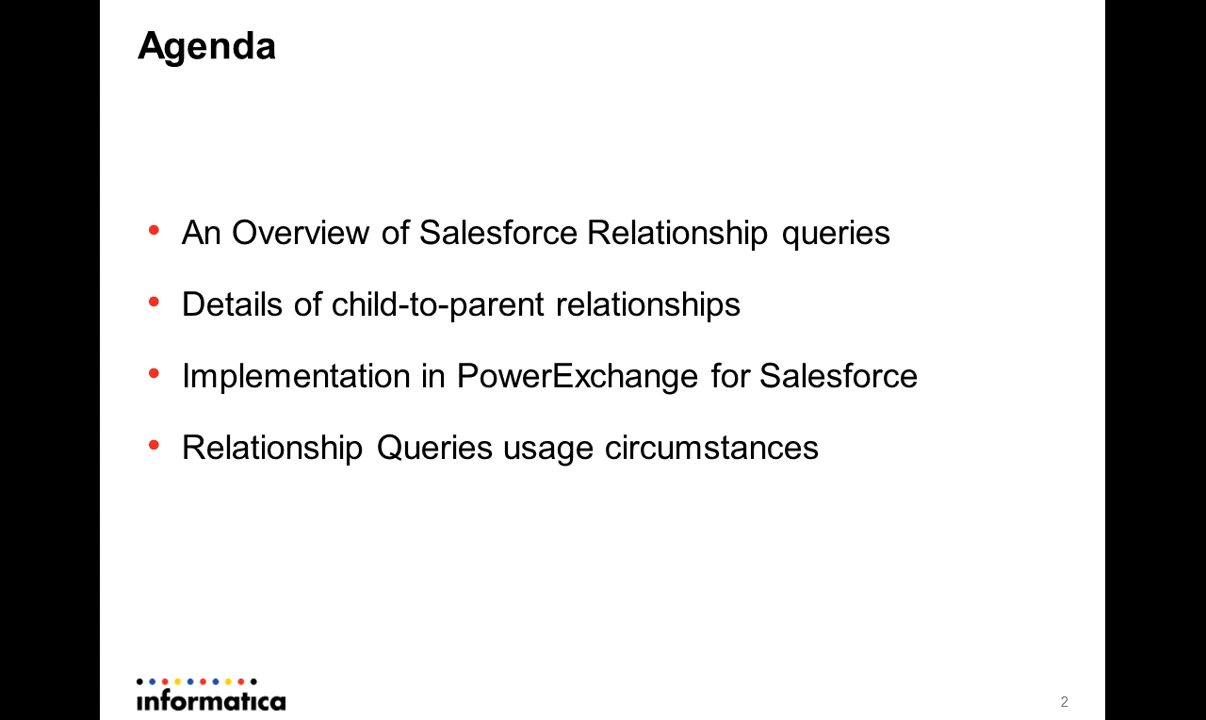 Agenda
• An Overview of Salesforce Relationship queries
• Details of child-to-parent relationships
• Implementation in PowerExchange for Salesforce
• Relationship Queries usage circumstances
informatica
2